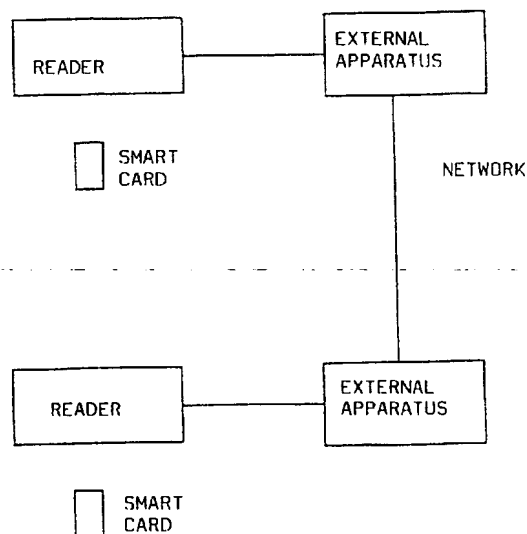 READER
EXTERNAL
APPARATUS
SMART
CARD
NETWORK
READER
EXTERNAL
APPARATUS
SMART
CARD